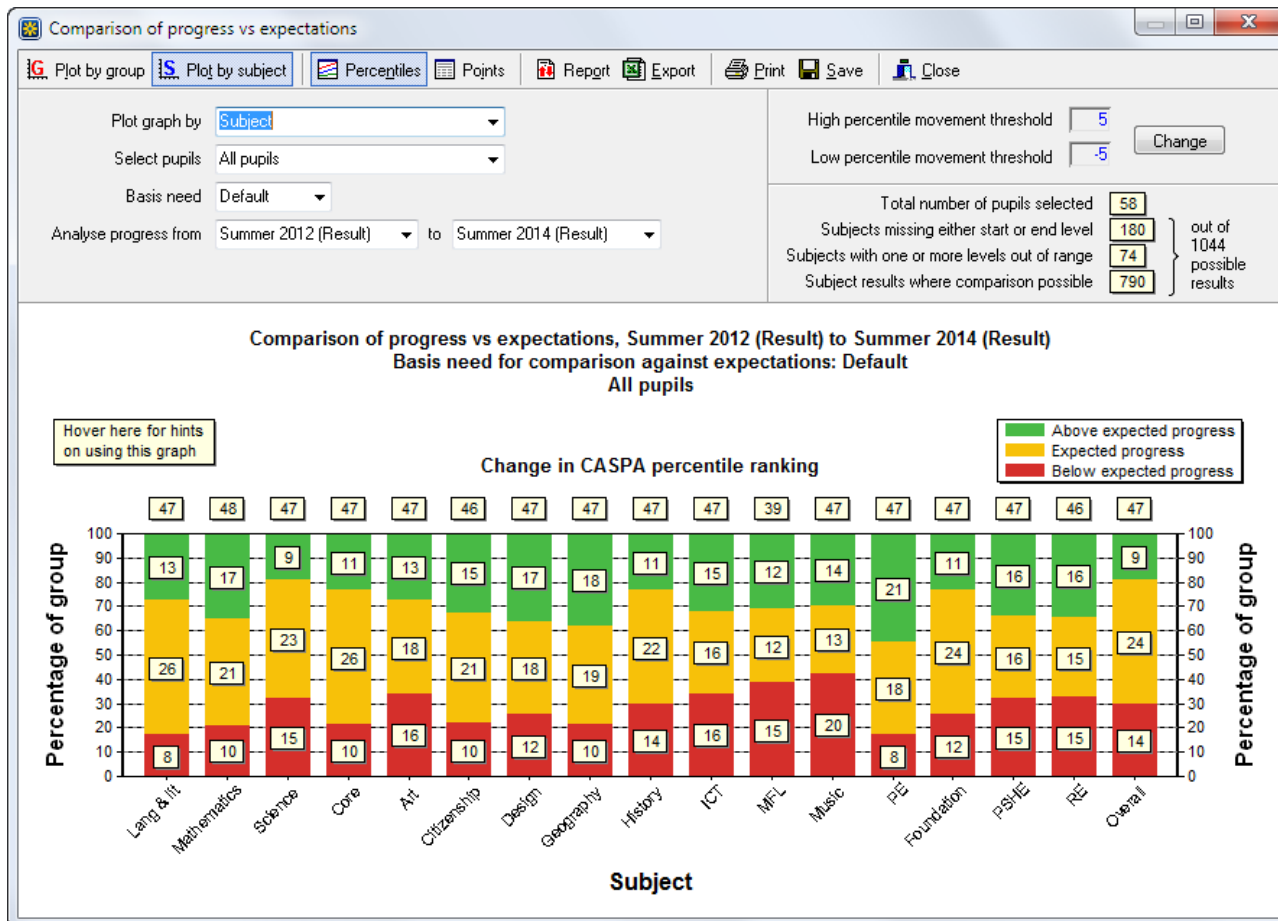 Comparison of progress vs expectations
Plot by group Plot by subject Percentiles Points Report Export Print Save Close
Plot graph by Subject
Select pupils All pupils
Basis need Default
Analyse progress from Summer 2012 (Result) to Summer 2014 (Result)
High percentile movement threshold 5
Low percentile movement threshold -5
Change
Total number of pupils selected 58
Subjects missing either start or end level 180
Subjects with one or more levels out of range 74
Subject results where comparison possible 790
out of
1044
possible
results
Comparison of progress vs expectations, Summer 2012 (Result) to Summer 2014 (Result)
Basis need for comparison against expectations: Default
All pupils
Hover here for hints
on using this graph
Above expected progress
Expected progress
Below expected progress
Change in CASPA percentile ranking
47 48 47 47 47 46 47 47 47 47 39 47 47 47 47 46 47
Percentage of group
100
90
80
70
60
50
40
30
20
10
0
13 17 9 11 13 15 17 18 11 15 12 14 21 11 16 16 9
26 21 23 26 18 21 18 19 22 16 12 13 18 24 16 15 24
8 10 15 10 16 10 12 10 14 16 15 20 8 12 15 15 14
100
90
80
70
60
50
40
30
20
10
0
Percentage of group
Lang & lit Mathematics Science Core Art Citizenship Design Geography History ICT MFL Music PE Foundation PSHE RE Overall
Subject